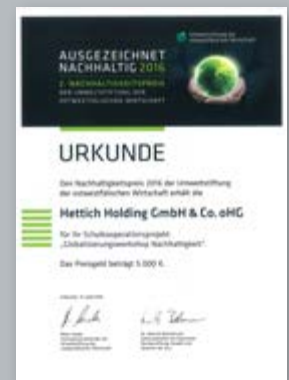 AUSGEZEICHNET
NACHHALTIG 2016
2. NACHHALTIGKEITSPREIS
DER UMWELTSTIFTUNG DER
OSTWESTFÄLISCHEN WIRTSCHAFT
URKUNDE
Den Nachhaltigkeitspreis 2016 der Umweltstiftung
der ostwestfälischen Wirtschaft erhält die
Hettich Holding GmbH & Co. oHG
für ihr Schulkooperationsprojekt
„Globalisierungsworkshop Nachhaltigkeit“.
Das Preisgeld beträgt 5.000 €.